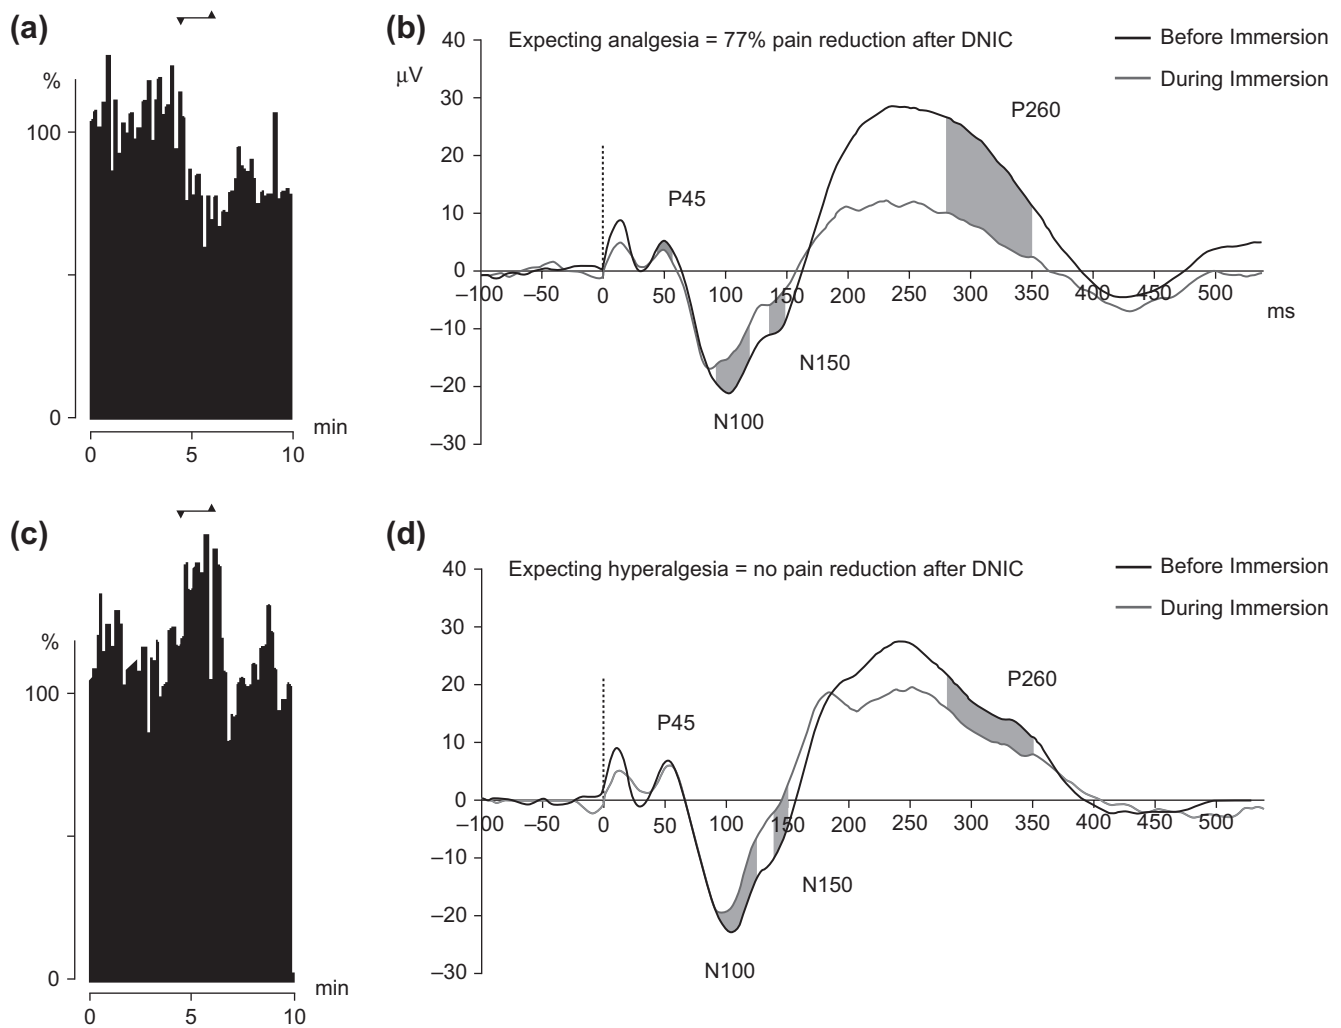 (a)
%
100
0
0 5 10
min
(b)
Expecting analgesia = 77% pain reduction after DNIC
Before Immersion
During Immersion
40
μV
30
20
10
0
–10
–20
–30
–100 –50 0 50 100 150 200 250 300 350 400 450 500
ms
P45
N100
N150
P260
(c)
%
100
0
0 5 10
min
(d)
Expecting hyperalgesia = no pain reduction after DNIC
Before Immersion
During Immersion
40
30
20
10
0
–10
–20
–30
–100 –50 0 50 100 150 200 250 300 350 400 450 500
P45
N100
N150
P260